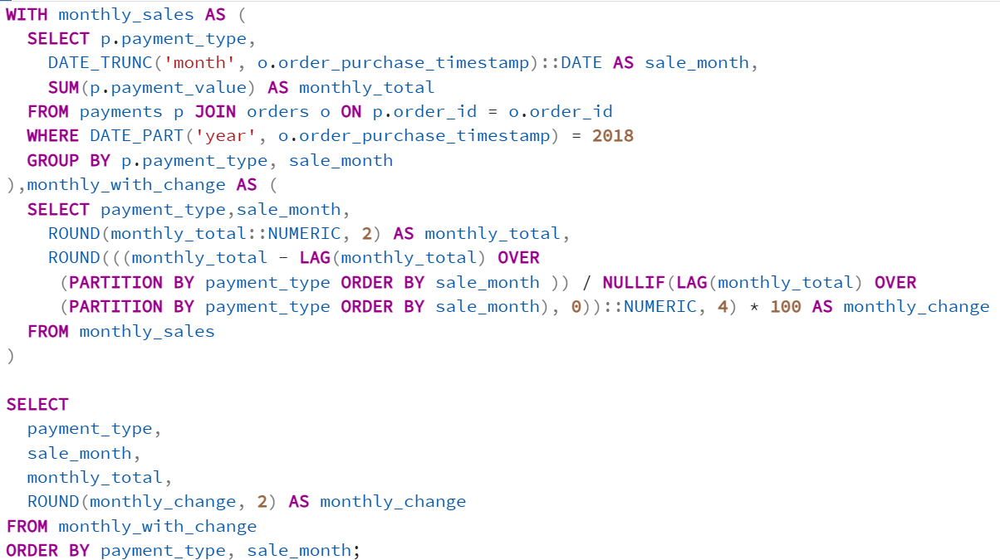 WITH monthly_sales AS (
  SELECT p.payment_type,
    DATE_TRUNC('month', o.order_purchase_timestamp)::DATE AS sale_month,
    SUM(p.payment_value) AS monthly_total
  FROM payments p JOIN orders o ON p.order_id = o.order_id
  WHERE DATE_PART('year', o.order_purchase_timestamp) = 2018
  GROUP BY p.payment_type, sale_month
),monthly_with_change AS (
  SELECT payment_type,sale_month,
    ROUND(monthly_total::NUMERIC, 2) AS monthly_total,
    ROUND(((monthly_total - LAG(monthly_total) OVER
     (PARTITION BY payment_type ORDER BY sale_month )) / NULLIF(LAG(monthly_total) OVER
     (PARTITION BY payment_type ORDER BY sale_month), 0))::NUMERIC, 4) * 100 AS monthly_change
  FROM monthly_sales
)

SELECT
  payment_type,
  sale_month,
  monthly_total,
  ROUND(monthly_change, 2) AS monthly_change
FROM monthly_with_change
ORDER BY payment_type, sale_month;